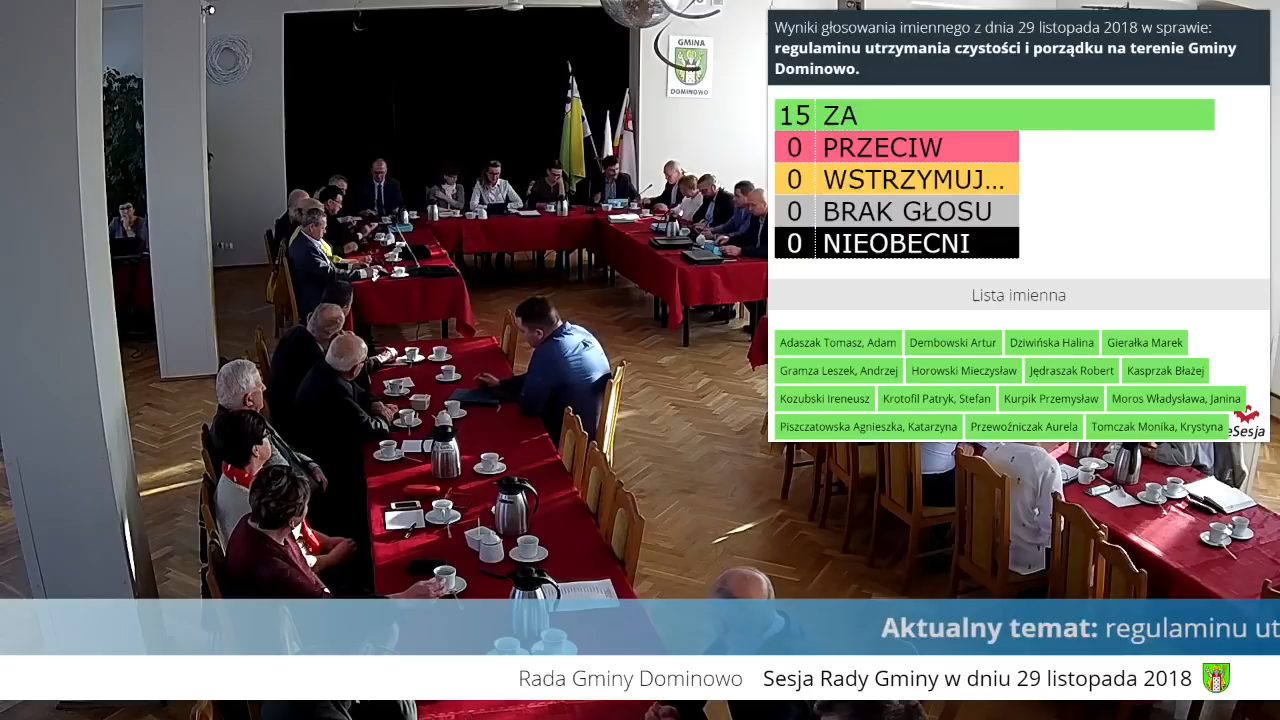 GMINA
DOMINOWO
Wyniki głosowania imiennego z dnia 29 listopada 2018 w sprawie:
regulaminu utrzymania czystości i porządku na terenie Gminy
Dominowo.
15 ZA
0 PRZECIW
0 WSTRZYMUJ...
0 BRAK GŁOSU
0 NIEOBECNI
Lista imienna
Adaszak Tomasz, Adam Dembowski Artur Dziwińska Halina Gierałka Marek
Gramza Leszek, Andrzej Horowski Mieczysław Jędraszak Robert Kasprzak Błażej
Kozubski Ireneusz Krotofil Patryk, Stefan Kurpik Przemysław Moros Władysława, Janina
Piszczatowska Agnieszka, Katarzyna Przewoźniczak Aurela Tomczak Monika, Krystyna
eSesja
Aktualny temat: regulaminu ut
Rada Gminy Dominowo Sesja Rady Gminy w dniu 29 listopada 2018